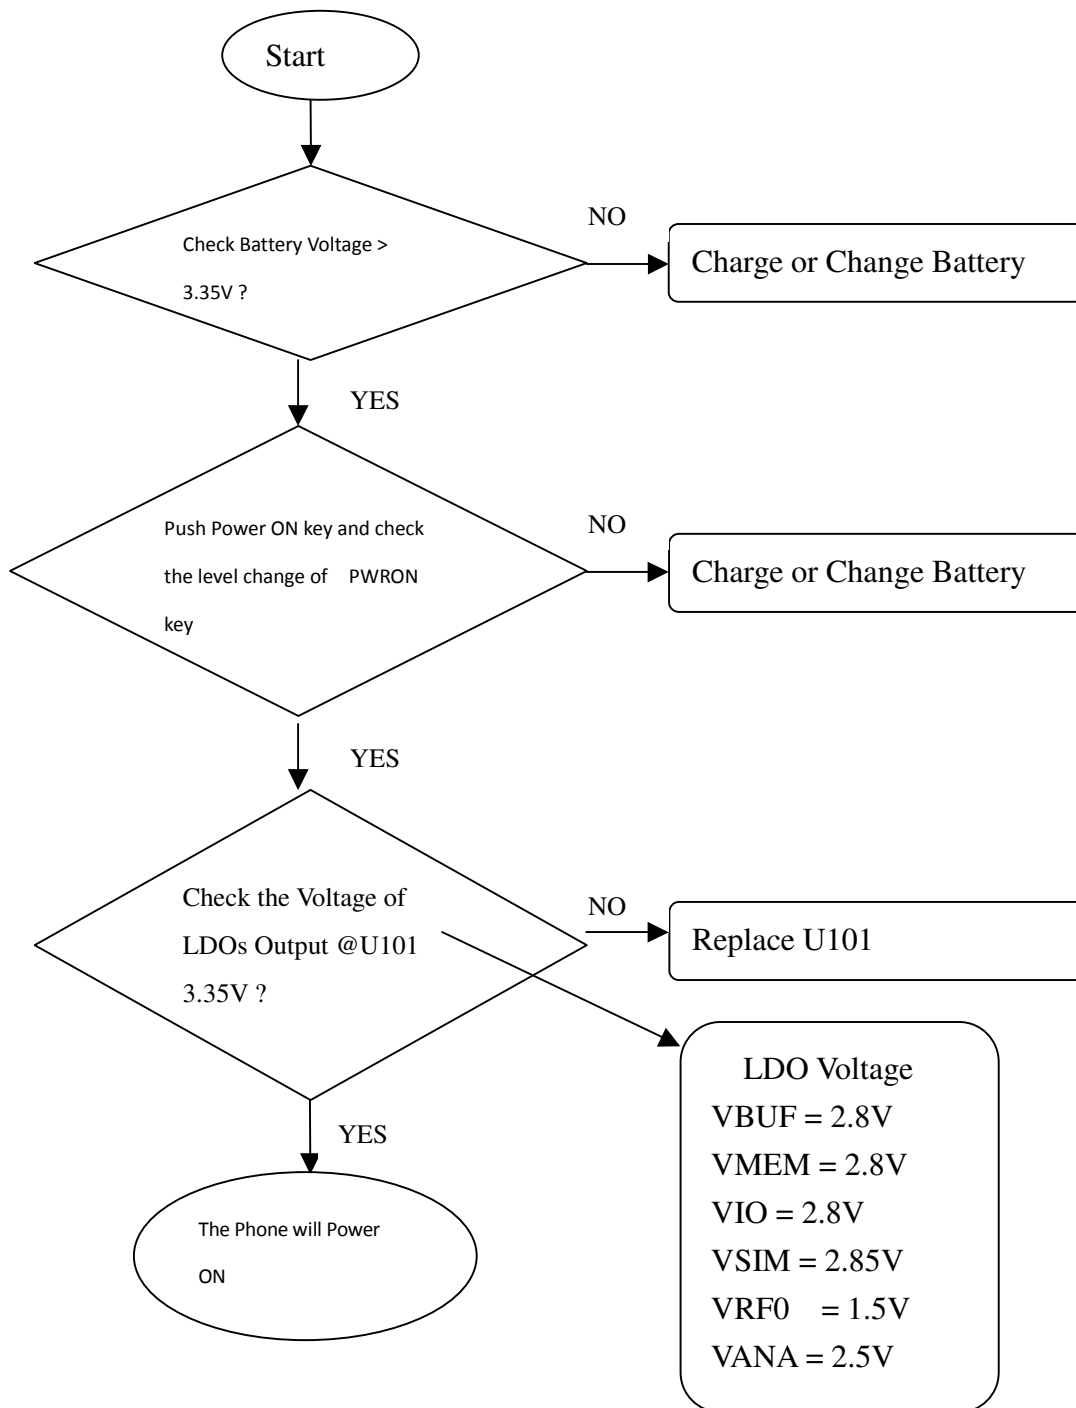 Start
Check Battery Voltage >
3.35V ?
NO
Charge or Change Battery
YES
Push Power ON key and check
the level change of PWRON
key
NO
Charge or Change Battery
YES
Check the Voltage of
LDOs Output @U101
3.35V ?
NO
Replace U101
YES
The Phone will Power
ON
LDO Voltage
VBUF = 2.8V
VMEM = 2.8V
VIO = 2.8V
VSIM = 2.85V
VRF0 = 1.5V
VANA = 2.5V